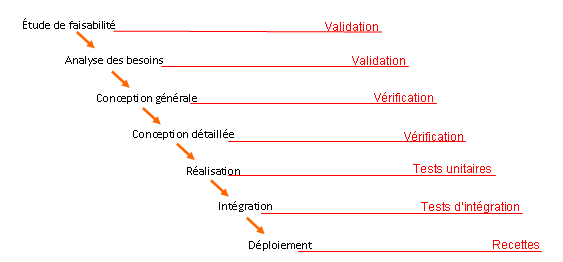 Étude de faisabilité Validation
Analyse des besoins Validation
Conception générale Vérification
Conception détaillée Vérification
Réalisation Tests unitaires
Intégration Tests d'intégration
Déploiement Recettes